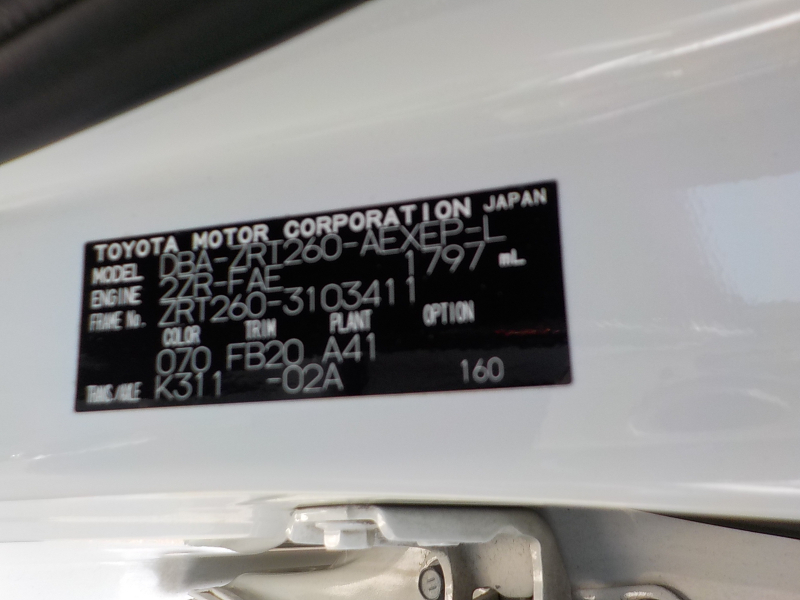 TOYOTA MOTOR CORPORATION JAPAN
MODEL DBA-ZRT260-AEXEP-L
ENGINE 2ZR-FAE 1797 mL
FRAME No. ZRT260-3103411
COLOR TRIM PLANT OPTION
070 FB20 A41
TRANS/AXLE K311 -02A 160